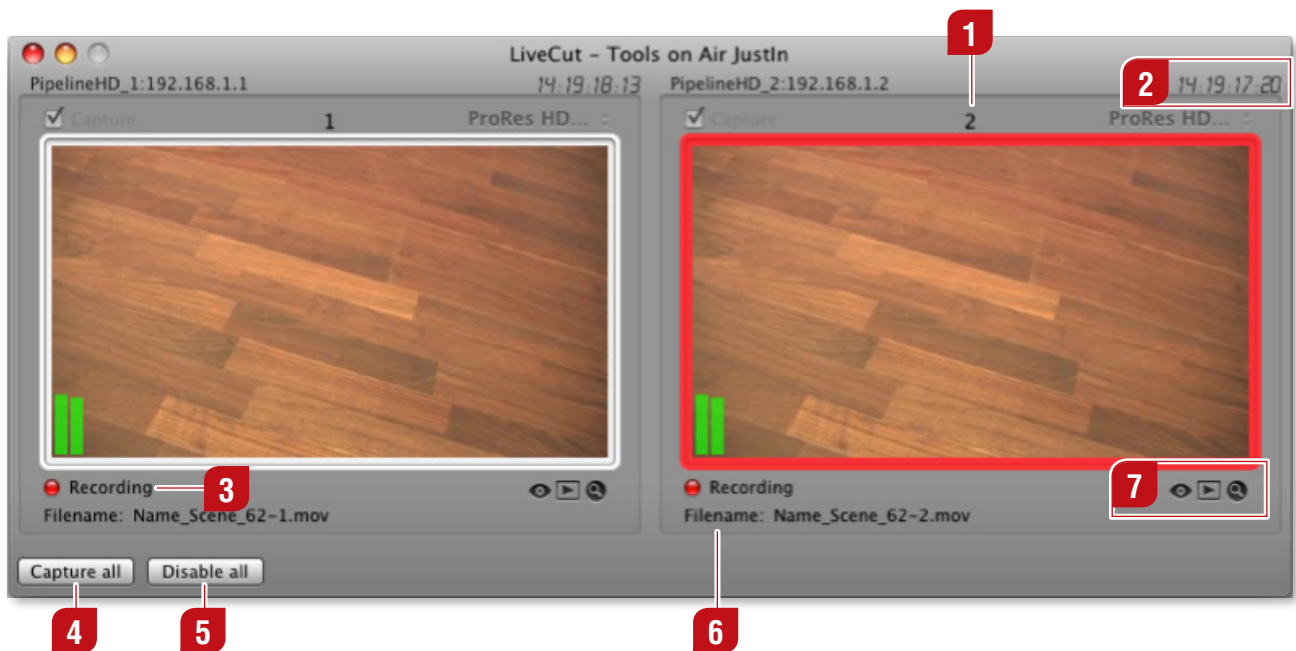 1
LiveCut – Tools on Air JustIn
2
PipelineHD_1:192.168.1.1 14:19:18:13
PipelineHD_2:192.168.1.2 14:19:17:20
Capture 1 ProRes HD...
Capture 2 ProRes HD...
Recording 3
Filename: Name_Scene_62-1.mov
Recording 7
Filename: Name_Scene_62-2.mov
Capture all Disable all
4 5 6